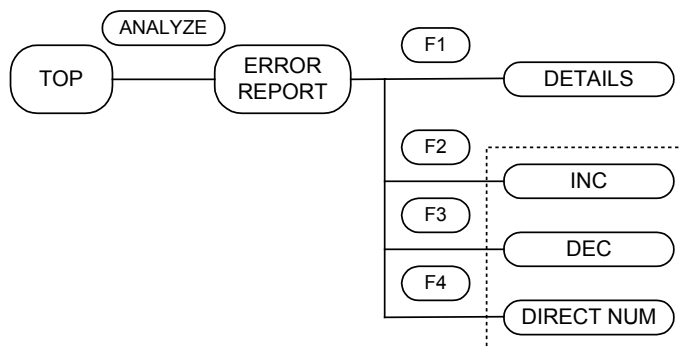 ANALYZE
TOP
ERROR
REPORT
F1
DETAILS
F2
INC
F3
DEC
F4
DIRECT NUM